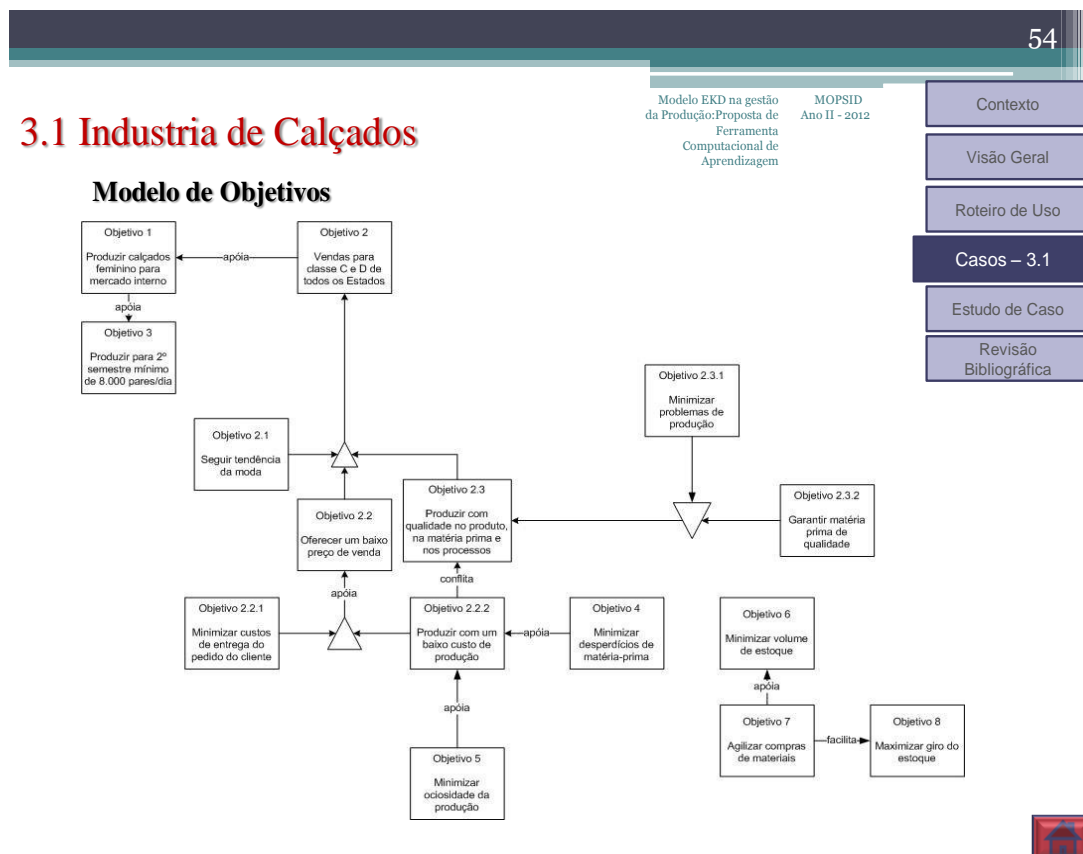 54
Modelo EKD na gestão
da Produção:Proposta de
Ferramenta
Computacional de
Aprendizagem
MOPSID
Ano II - 2012
Contexto
Visão Geral
Roteiro de Uso
Casos – 3.1
Estudo de Caso
Revisão
Bibliográfica
3.1 Industria de Calçados
Modelo de Objetivos
Objetivo 1
Produzir calçados
feminino para
mercado interno
apóia
Objetivo 2
Vendas para
classe C e D de
todos os Estados
apóia
Objetivo 3
Produzir para 2º
semestre mínimo
de 8.000 pares/dia
Objetivo 2.3.1
Minimizar
problemas de
produção
Objetivo 2.1
Seguir tendência
da moda
Objetivo 2.2
Oferecer um baixo
preço de venda
Objetivo 2.3
Produzir com
qualidade no produto,
na matéria prima e
nos processos
Objetivo 2.3.2
Garantir matéria
prima de
qualidade
apóia
conflita
Objetivo 2.2.1
Minimizar custos
de entrega do
pedido do cliente
Objetivo 2.2.2
Produzir com um
baixo custo de
produção
apóia
Objetivo 4
Minimizar
desperdícios de
matéria-prima
Objetivo 6
Minimizar volume
de estoque
apóia
apóia
Objetivo 5
Minimizar
ociosidade da
produção
Objetivo 7
Agilizar compras
de materiais
facilita
Objetivo 8
Maximizar giro do
estoque